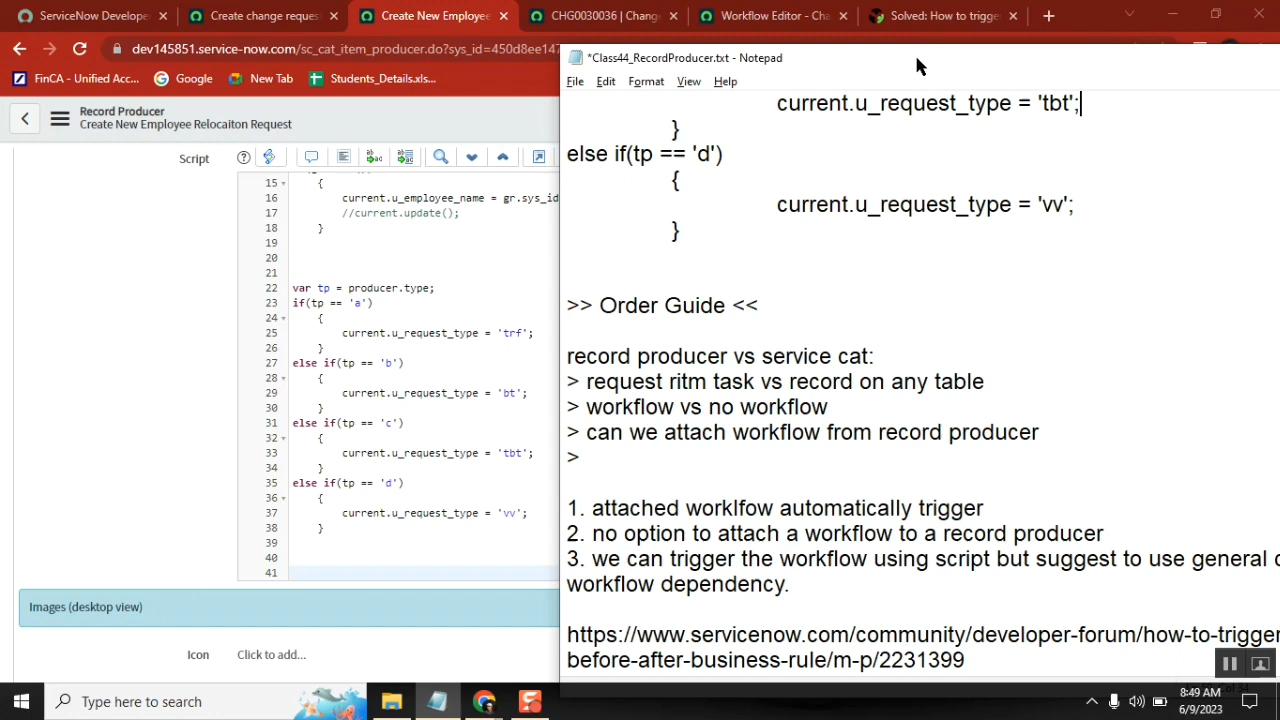 ServiceNow Develope
Create change reques
Create New Employee
CHG0030036 | Change
Workflow Editor - Cha
Solved: How to trigge
dev145851.service-now.com/sc_cat_item_producer.do?sys_id=450d8ee147
FinCA - Unified Acc...
Google
New Tab
Students_Details.xls...
Record Producer
Create New Employee Relocaiton Request
Script
15
{
16
current.u_employee_name = gr.sys_id
17
//current.update();
18
}
19
20
21
22
var tp = producer.type;
23
if(tp == 'a')
24
{
25
current.u_request_type = 'trf';
26
}
27
else if(tp == 'b')
28
{
29
current.u_request_type = 'bt';
30
}
31
else if(tp == 'c')
32
{
33
current.u_request_type = 'tbt';
34
}
35
else if(tp == 'd')
36
{
37
current.u_request_type = 'vv';
38
}
39
40
41
Images (desktop view)
Icon
Click to add...
*Class44_RecordProducer.txt - Notepad
File Edit Format View Help
current.u_request_type = 'tbt';
}
else if(tp == 'd')
{
current.u_request_type = 'vv';
}
>> Order Guide <<
record producer vs service cat:
> request ritm task vs record on any table
> workflow vs no workflow
> can we attach workflow from record producer
>
1. attached worklfow automatically trigger
2. no option to attach a workflow to a record producer
3. we can trigger the workflow using script but suggest to use general
workflow dependency.
https://www.servicenow.com/community/developer-forum/how-to-trigger
before-after-business-rule/m-p/2231399
Type here to search
8:49 AM
6/9/2023